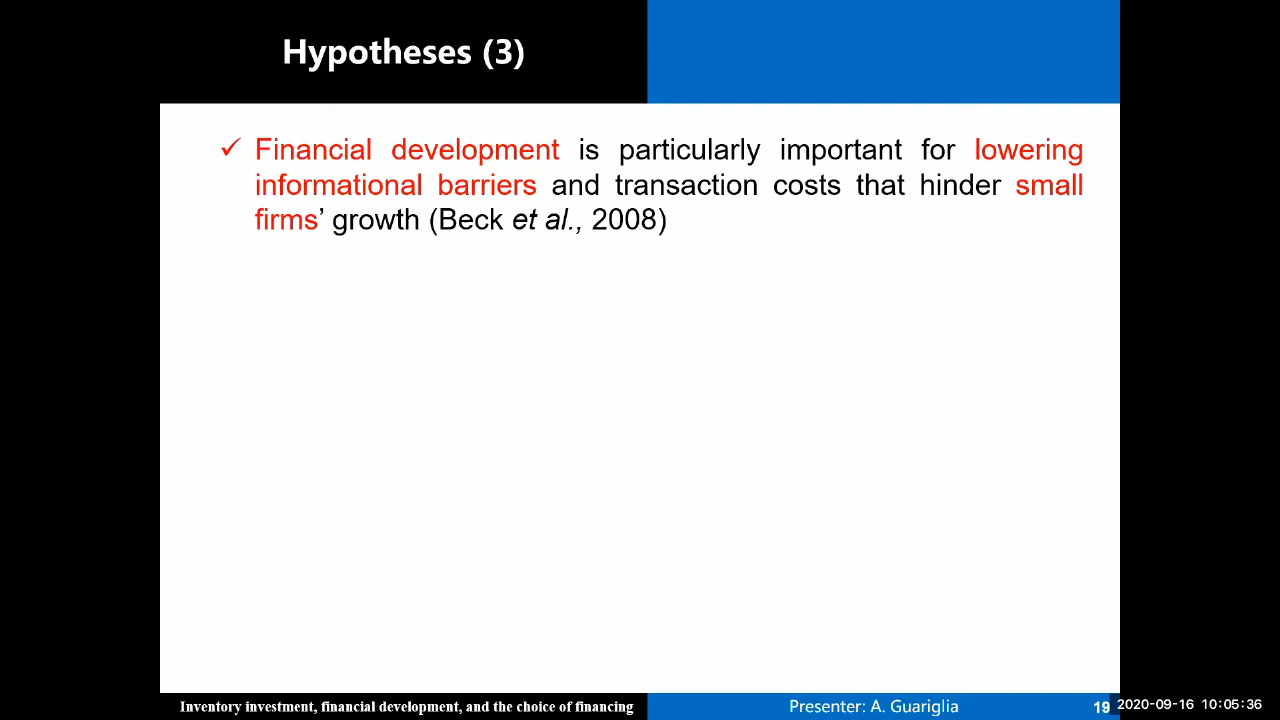 Hypotheses (3)
✓ Financial development is particularly important for lowering
informational barriers and transaction costs that hinder small
firms’ growth (Beck et al., 2008)
Inventory investment, financial development, and the choice of financing
Presenter: A. Guariglia
19
2020-09-16 10:05:36